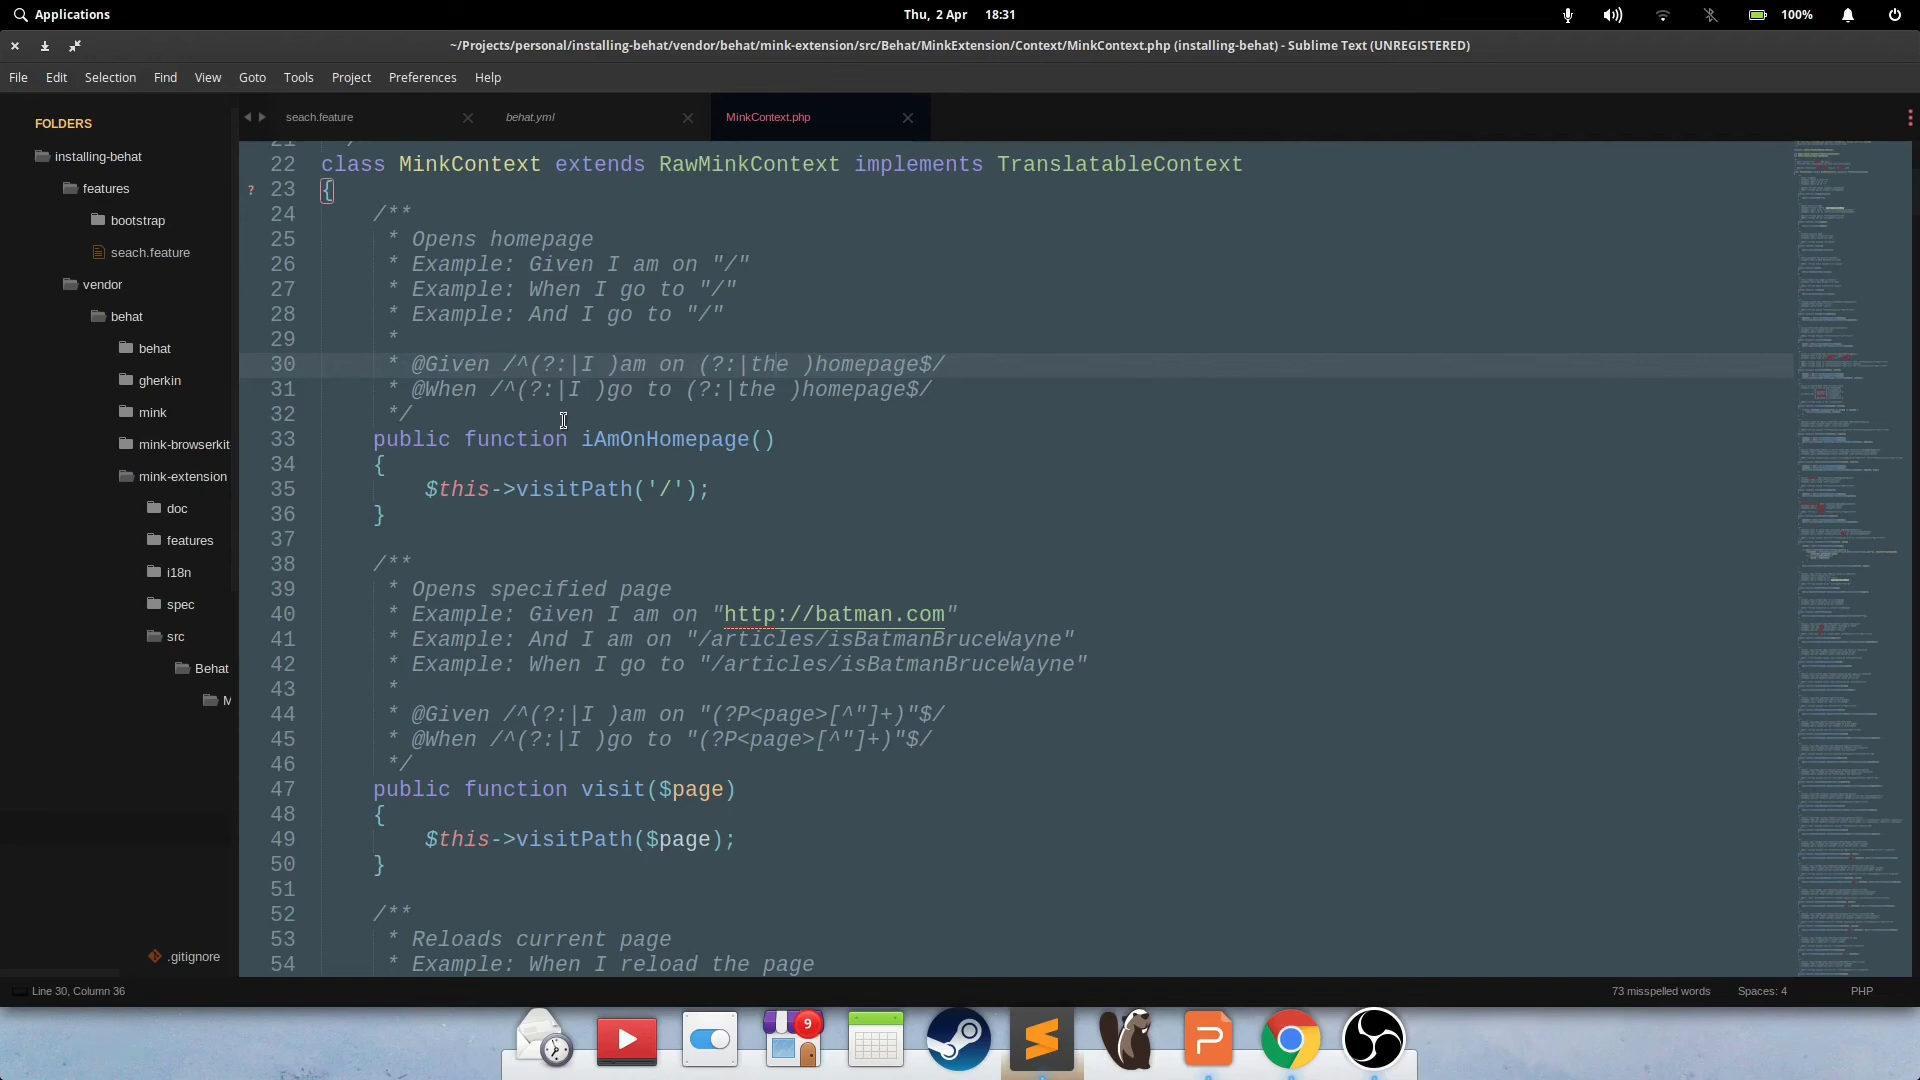 Applications
Thu, 2 Apr 18:31
100%
~/Projects/personal/installing-behat/vendor/behat/mink-extension/src/Behat/MinkExtension/Context/MinkContext.php (installing-behat) - Sublime Text (UNREGISTERED)
File Edit Selection Find View Goto Tools Project Preferences Help
FOLDERS
installing-behat
features
bootstrap
seach.feature
vendor
behat
behat
gherkin
mink
mink-browserkit
mink-extension
doc
features
i18n
spec
src
Behat
M
.gitignore
seach.feature
behat.yml
MinkContext.php
21
22 class MinkContext extends RawMinkContext implements TranslatableContext
? 23 {
24 /**
25 * Opens homepage
26 * Example: Given I am on "/"
27 * Example: When I go to "/"
28 * Example: And I go to "/"
29 *
30 * @Given /^(?:|I )am on (?:|the )homepage$/
31 * @When /^(?:|I )go to (?:|the )homepage$/
32 */
33 public function iAmOnHomepage()
34 {
35 $this->visitPath('/');
36 }
37
38 /**
39 * Opens specified page
40 * Example: Given I am on "http://batman.com"
41 * Example: And I am on "/articles/isBatmanBruceWayne"
42 * Example: When I go to "/articles/isBatmanBruceWayne"
43 *
44 * @Given /^(?:|I )am on "(?P<page>[^"]+)"$/
45 * @When /^(?:|I )go to "(?P<page>[^"]+)"$/
46 */
47 public function visit($page)
48 {
49 $this->visitPath($page);
50 }
51
52 /**
53 * Reloads current page
54 * Example: When I reload the page
Line 30, Column 36
73 misspelled words
Spaces: 4
PHP
9